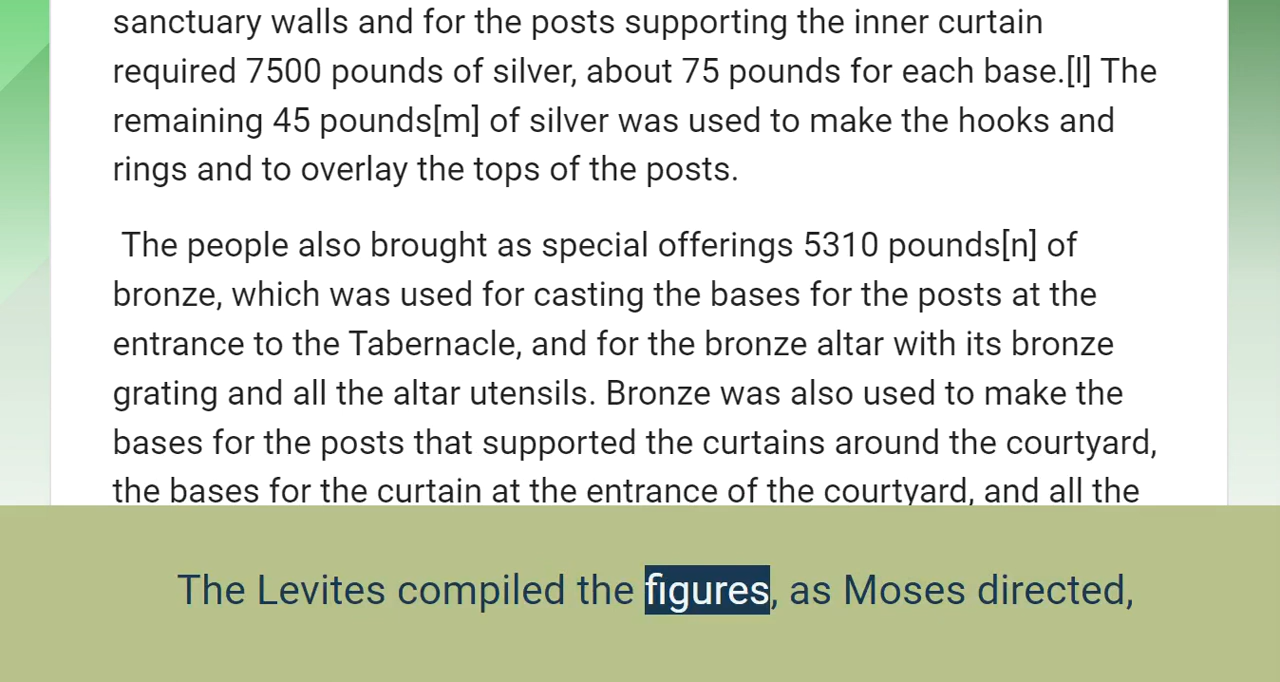 sanctuary walls and for the posts supporting the inner curtain
required 7500 pounds of silver, about 75 pounds for each base.[l] The
remaining 45 pounds[m] of silver was used to make the hooks and
rings and to overlay the tops of the posts.
The people also brought as special offerings 5310 pounds[n] of
bronze, which was used for casting the bases for the posts at the
entrance to the Tabernacle, and for the bronze altar with its bronze
grating and all the altar utensils. Bronze was also used to make the
bases for the posts that supported the curtains around the courtyard,
the bases for the curtain at the entrance of the courtyard, and all the
The Levites compiled the figures, as Moses directed,